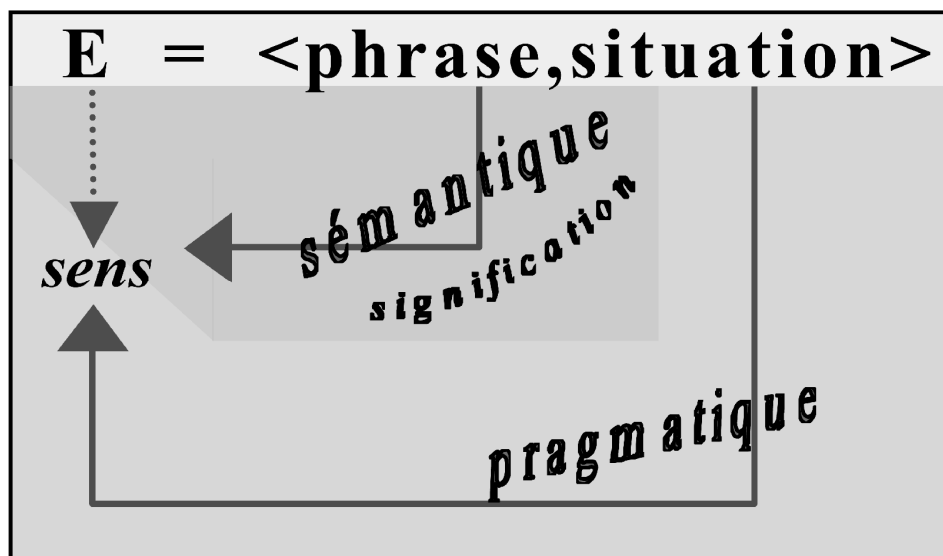 E = <phrase,situation>
sémantique
signification
sens
pragmatique